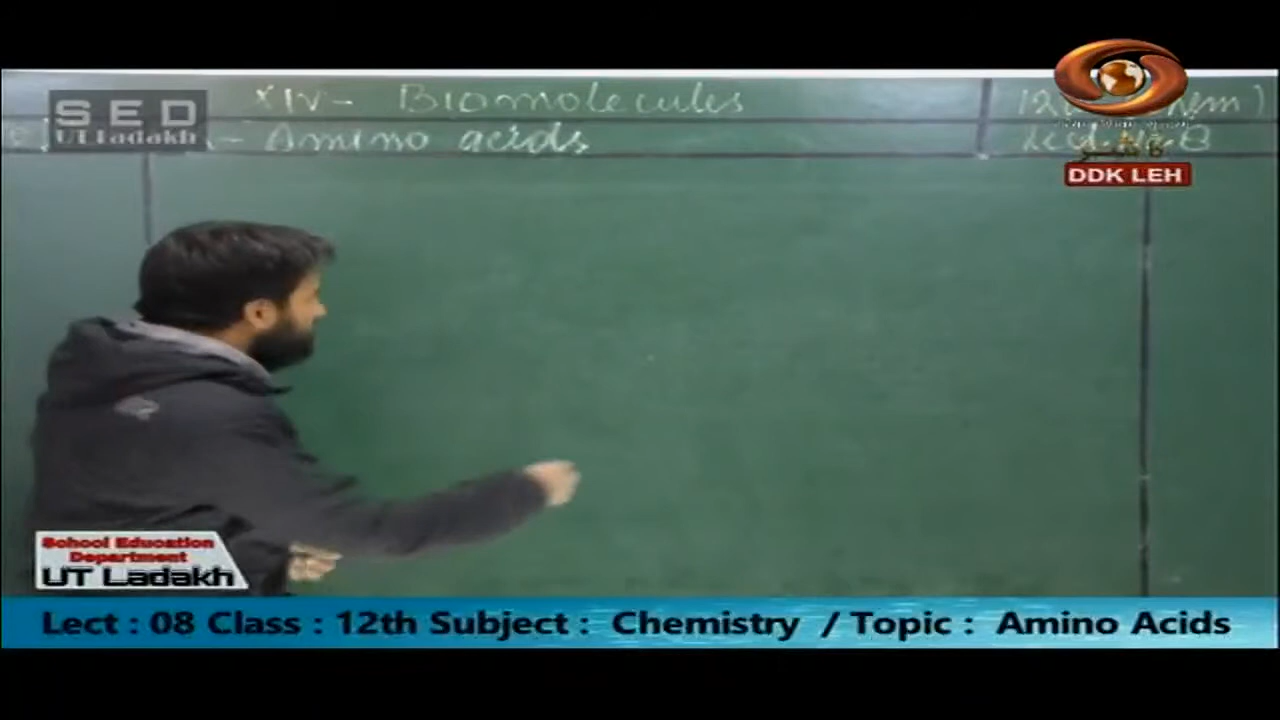 SED
UT Ladakh
XIV - Biomolecules
- Amino acids
DDK LEH
School Education
Department
UT Ladakh
Lect : 08 Class : 12th Subject : Chemistry / Topic : Amino Acids